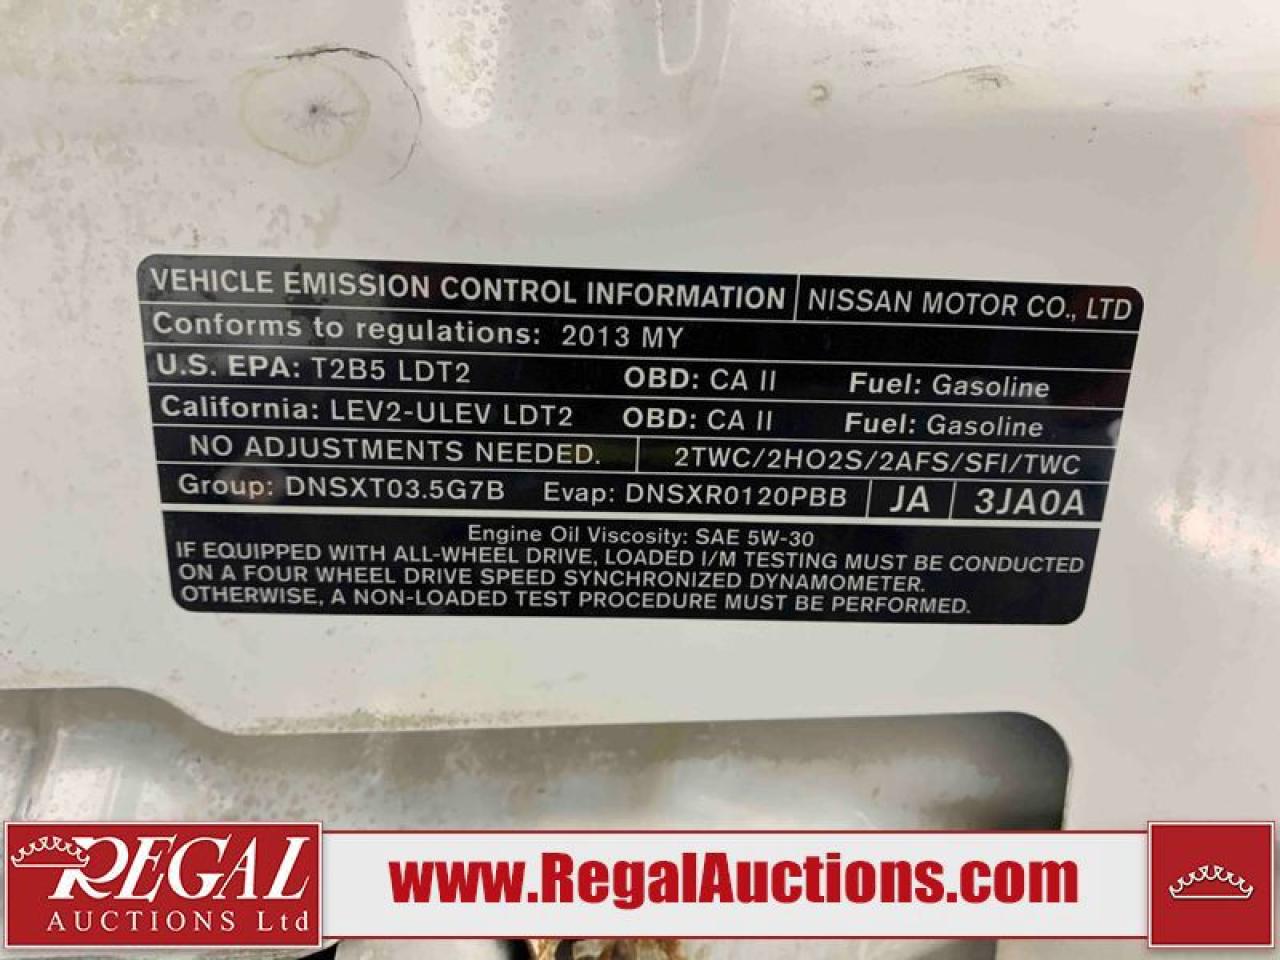 VEHICLE EMISSION CONTROL INFORMATION NISSAN MOTOR CO., LTD
Conforms to regulations: 2013 MY
U.S. EPA: T2B5 LDT2 OBD: CA II Fuel: Gasoline
California: LEV2-ULEV LDT2 OBD: CA II Fuel: Gasoline
NO ADJUSTMENTS NEEDED. 2TWC/2HO2S/2AFS/SFI/TWC
Group: DNSXT03.5G7B Evap: DNSXR0120PBB JA 3JA0A
Engine Oil Viscosity: SAE 5W-30
IF EQUIPPED WITH ALL-WHEEL DRIVE, LOADED I/M TESTING MUST BE CONDUCTED
ON A FOUR WHEEL DRIVE SPEED SYNCHRONIZED DYNAMOMETER.
OTHERWISE, A NON-LOADED TEST PROCEDURE MUST BE PERFORMED.
REGAL
AUCTIONS Ltd
www.RegalAuctions.com